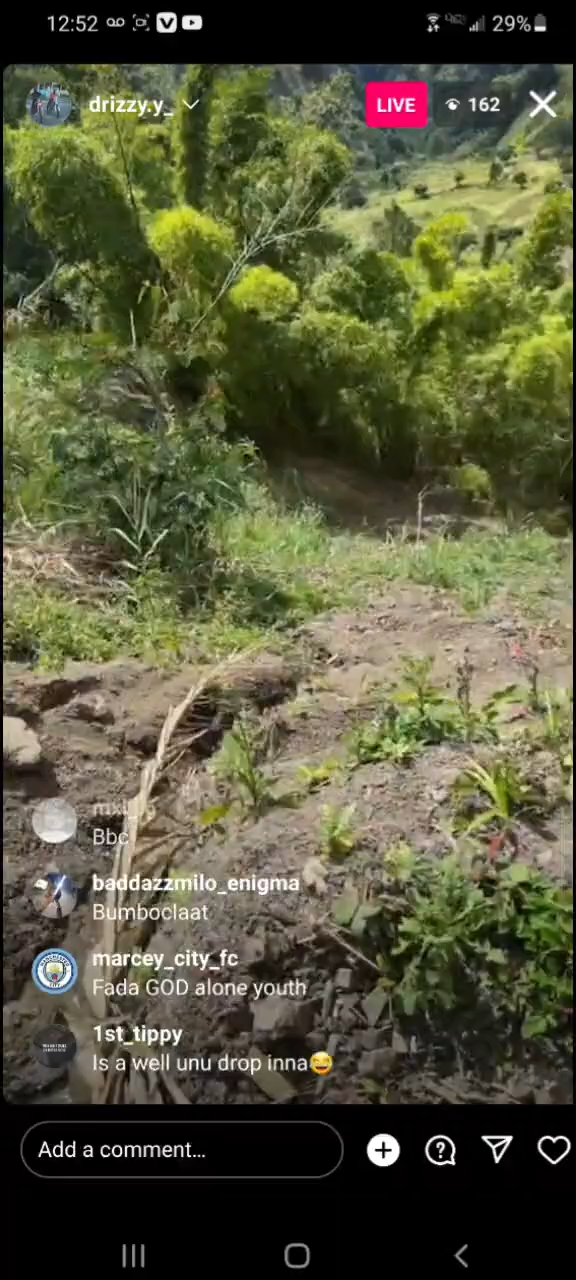 12:52
29%
drizzy.y_
LIVE
162
Bbc
baddazzmilo_enigma
Bumboclaat
marcey_city_fc
Fada GOD alone youth
1st_tippy
Is a well unu drop inna😂
Add a comment…